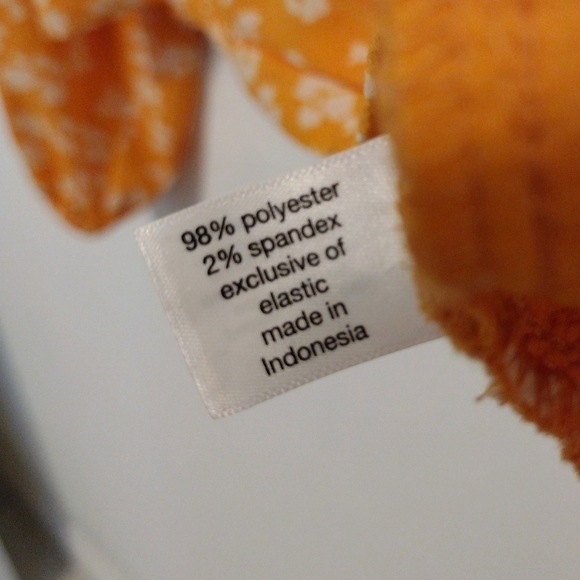 98% polyester
2% spandex
exclusive of
elastic
made in
Indonesia